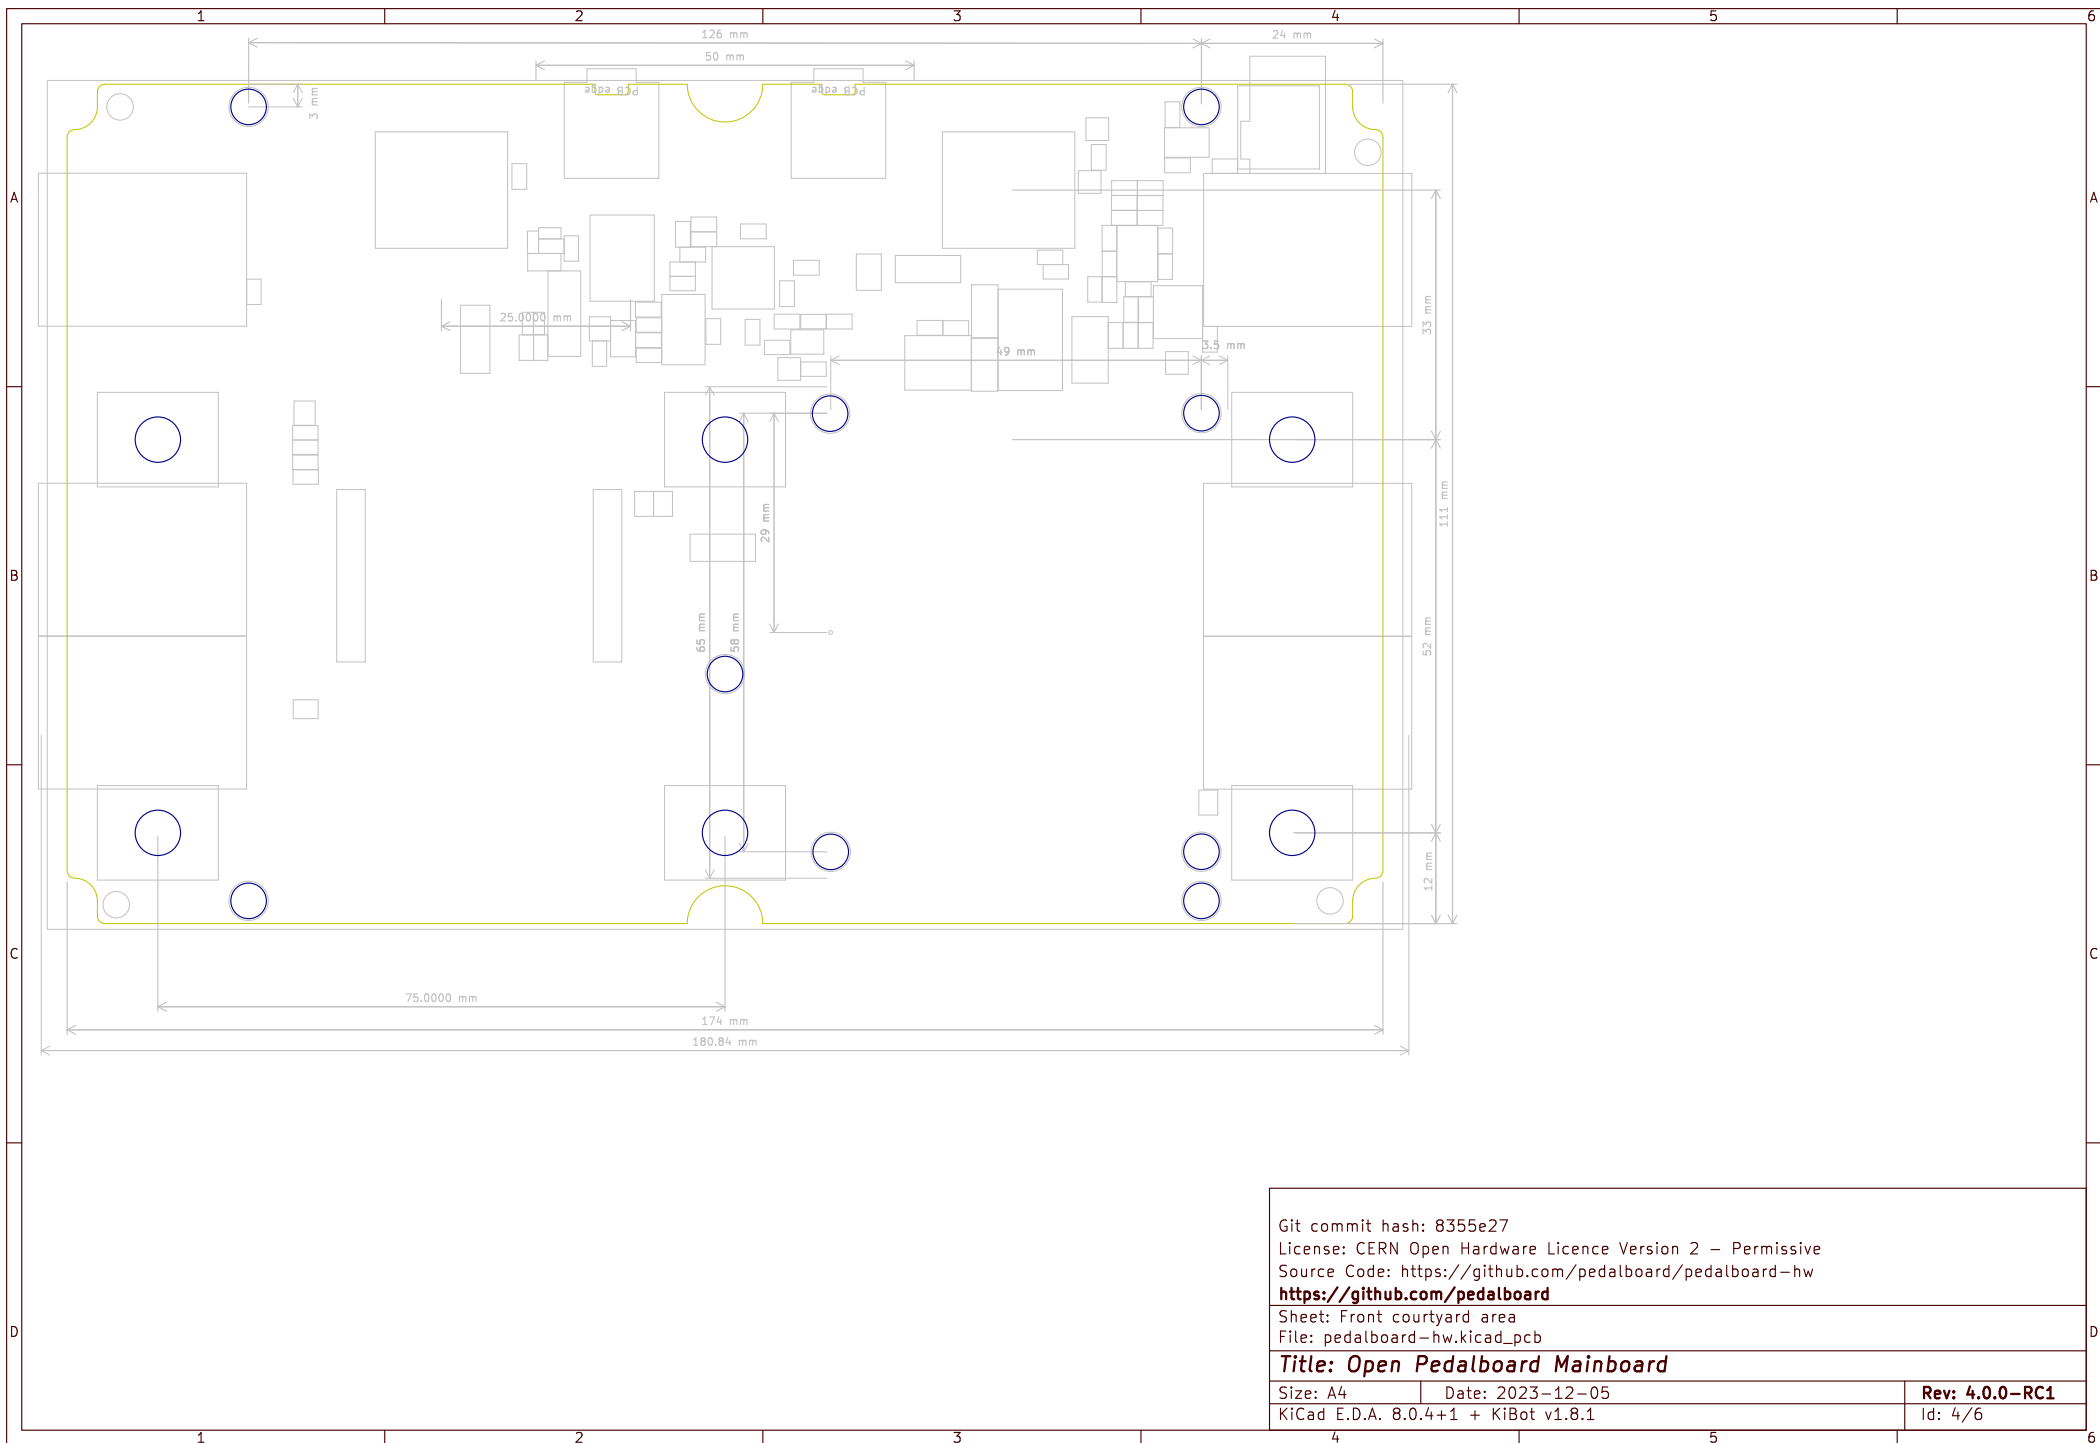 1 2 3 4 5 6
126 mm
24 mm
50 mm
3 mm
PCB edge
PCB edge
A
A
25.0000 mm
33 mm
49 mm
3.5 mm
111 mm
29 mm
B
B
65 mm
58 mm
52 mm
12 mm
C
C
75.0000 mm
174 mm
180.84 mm
Git commit hash: 8355e27
License: CERN Open Hardware Licence Version 2 – Permissive
Source Code: https://github.com/pedalboard/pedalboard-hw
https://github.com/pedalboard
Sheet: Front courtyard area
D
D
File: pedalboard-hw.kicad_pcb
Title: Open Pedalboard Mainboard
Size: A4
Date: 2023-12-05
Rev: 4.0.0-RC1
KiCad E.D.A. 8.0.4+1 + KiBot v1.8.1
Id: 4/6
1 2 3 4 5 6